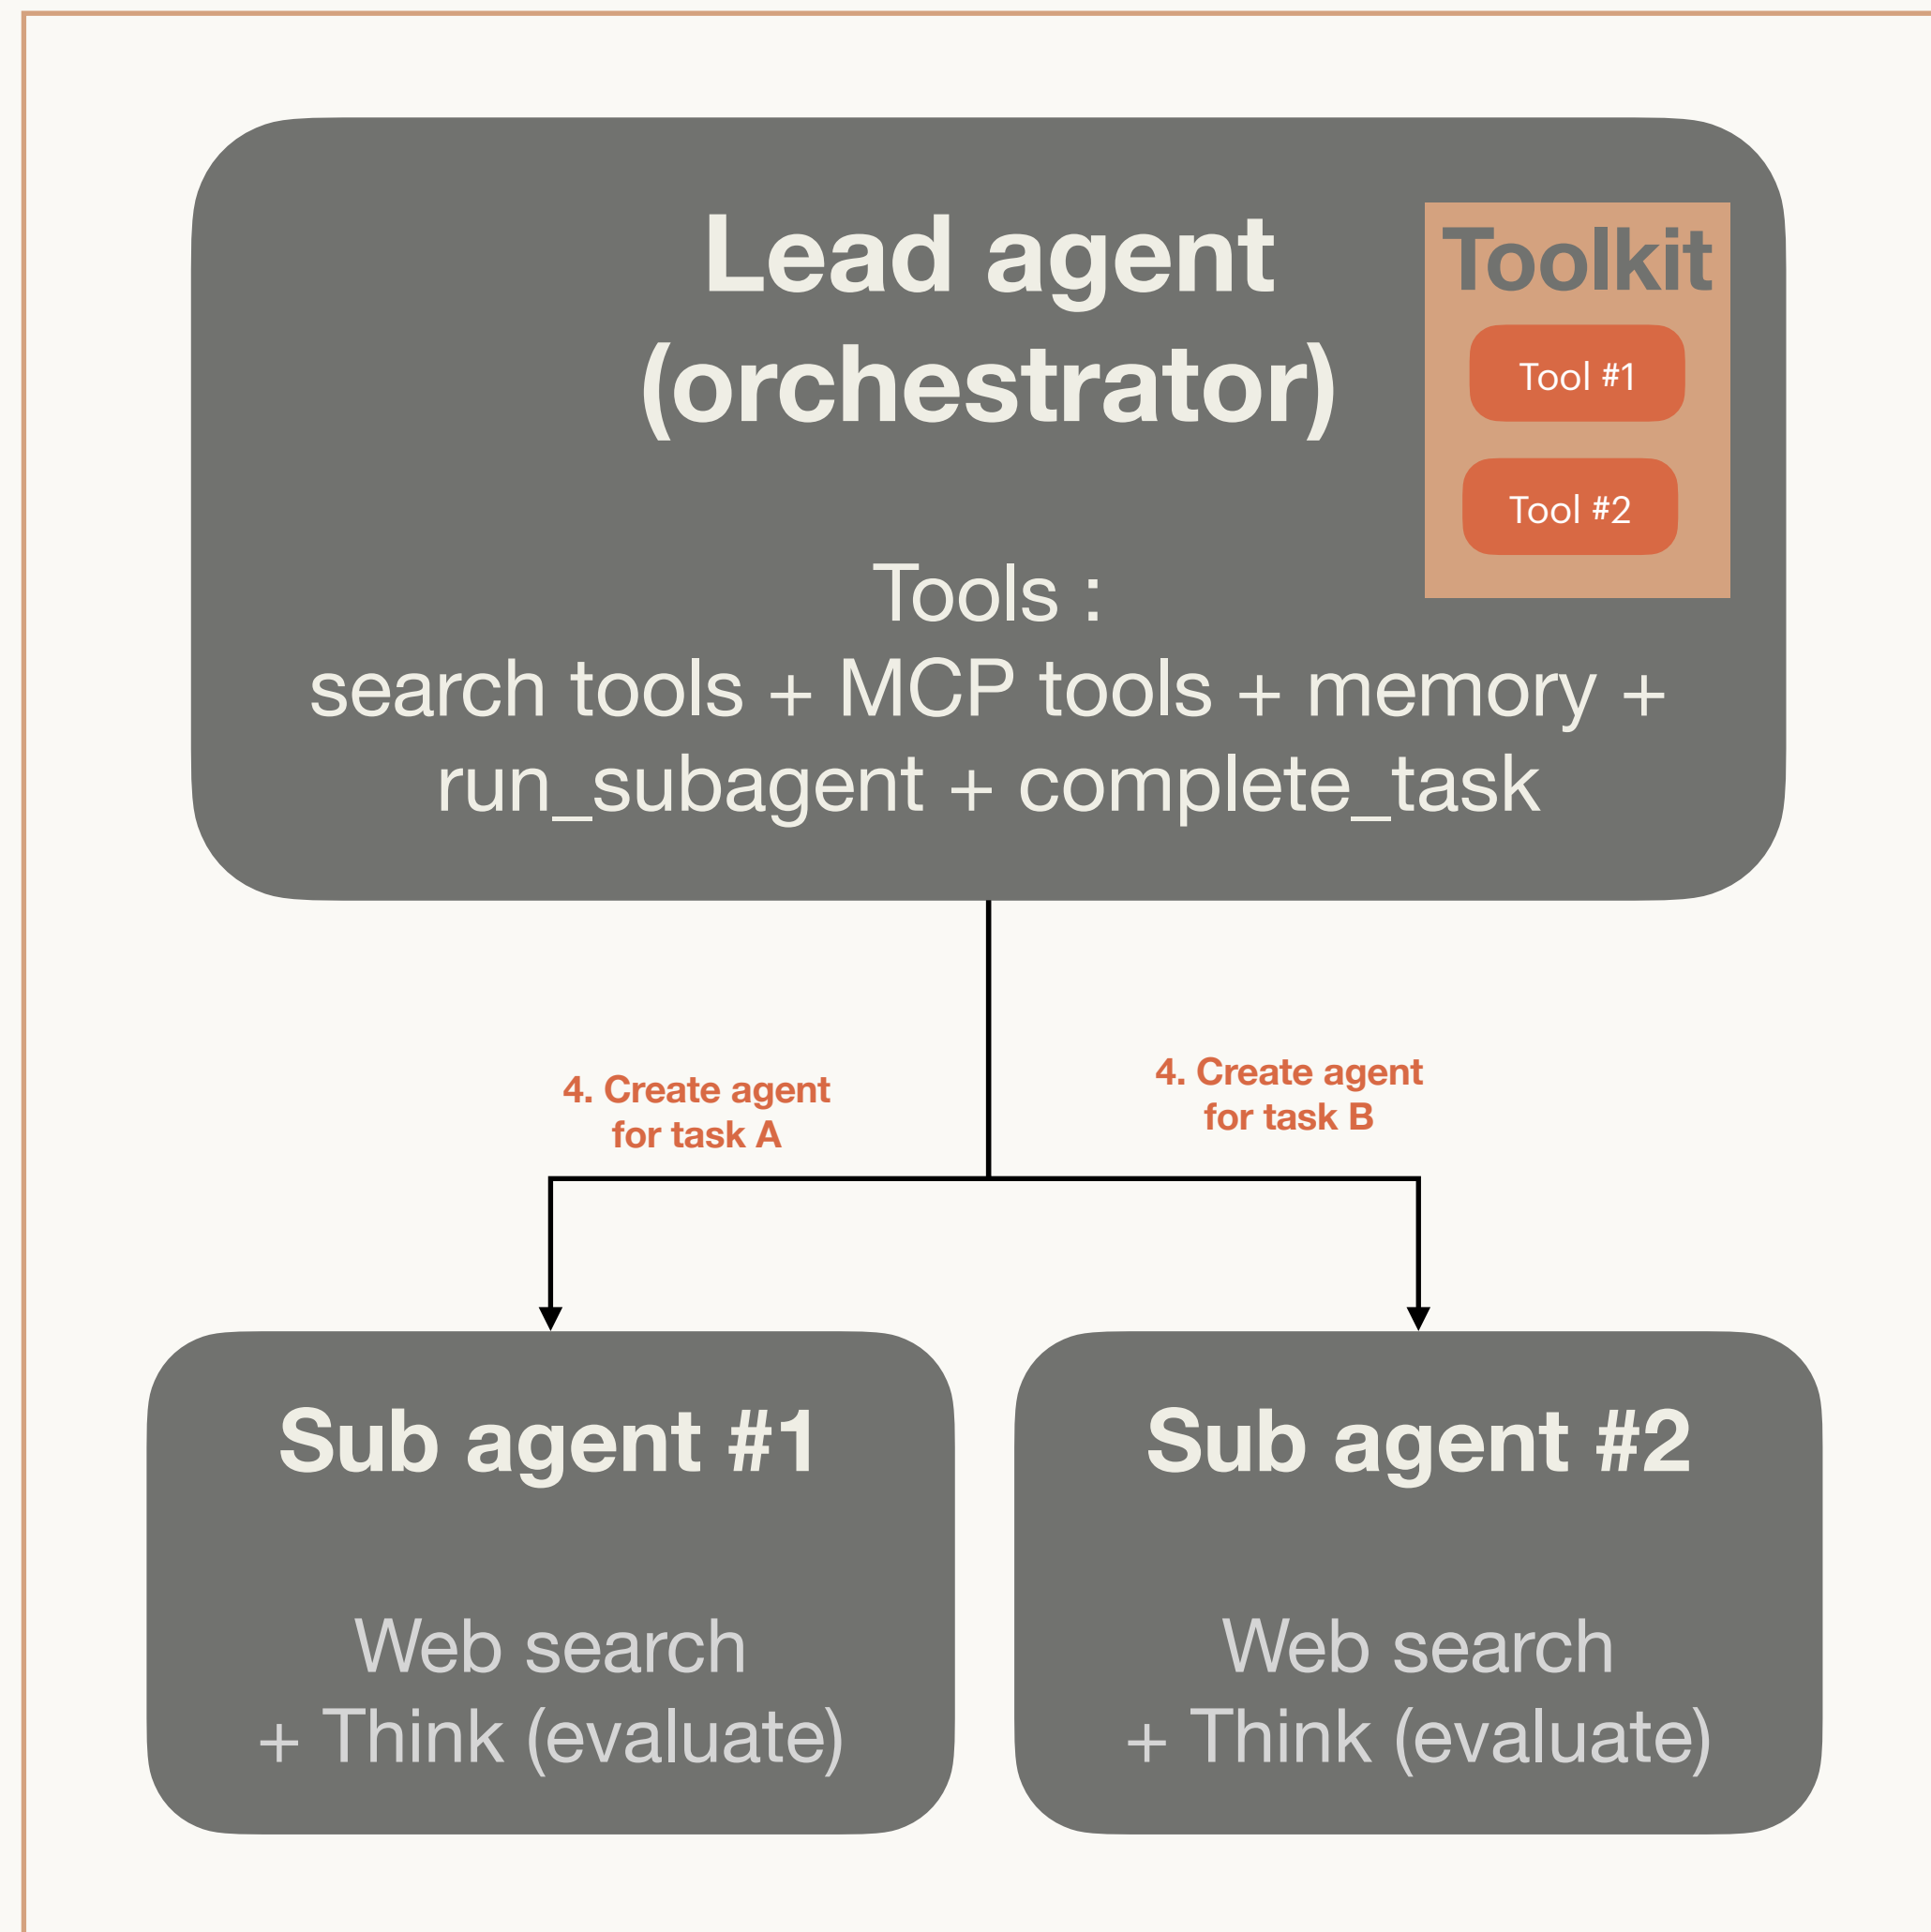 Lead agent
(orchestrator)
Toolkit
Tool #1
Tool #2
Tools :
search tools + MCP tools + memory +
run_subagent + complete_task
4. Create agent
for task A
4. Create agent
for task B
Sub agent #1
Web search
+ Think (evaluate)
Sub agent #2
Web search
+ Think (evaluate)